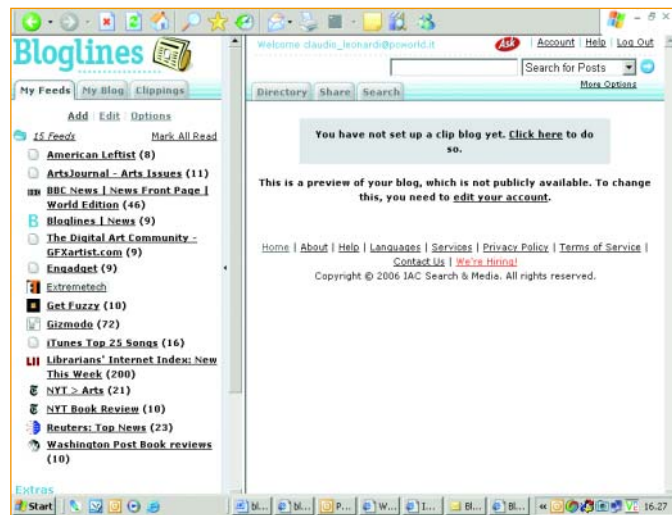 Bloglines
My Feeds My Blog Clippings
Add | Edit | Options
15 Feeds Mark All Read
American Leftist (8)
ArtsJournal - Arts Issues (11)
BBC News | News Front Page |
World Edition (46)
Bloglines | News (9)
The Digital Art Community -
GFXartist.com (9)
Engadget (9)
Extremetech
Get Fuzzy (10)
Gizmodo (72)
iTunes Top 25 Songs (16)
Librarians' Internet Index: New
This Week (200)
NYT > Arts (21)
NYT Book Review (10)
Reuters: Top News (23)
Washington Post Book reviews
(10)
Extras
Welcome claudio_leonardi@pcworld.it Ask Account | Help | Log Out
Search for Posts
More Options
Directory Share Search
You have not set up a clip blog yet. Click here to do
so.
This is a preview of your blog, which is not publicly available. To change
this, you need to edit your account.
Home | About | Help | Languages | Services | Privacy Policy | Terms of Service |
Contact Us | We're Hiring!
Copyright © 2006 IAC Search & Media. All rights reserved.
Start bl... bl... P... W... I... Bl... Bl... « 16.27